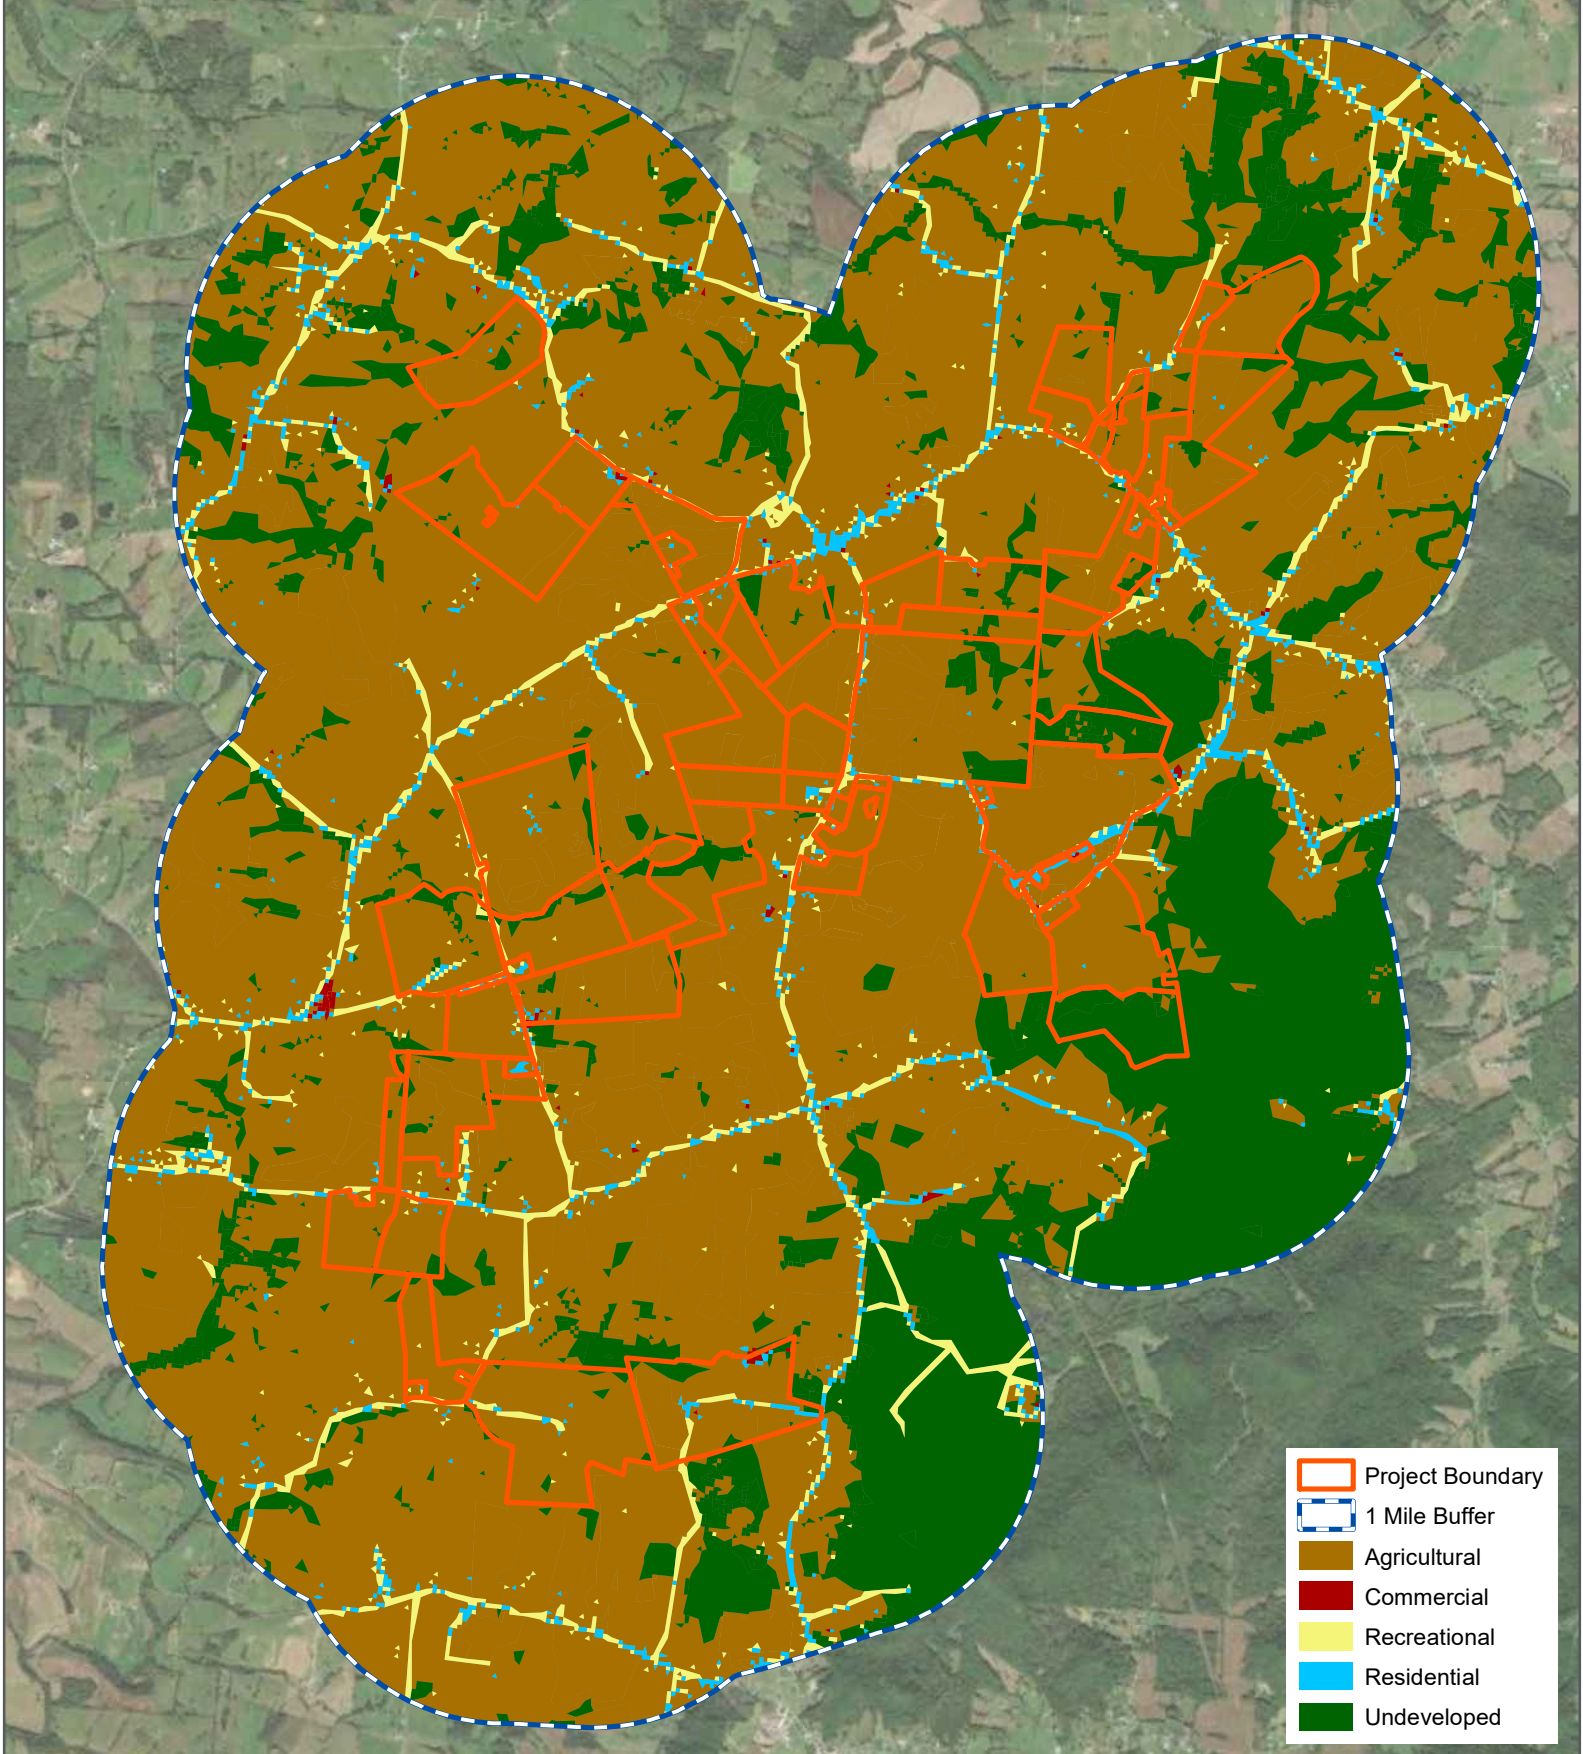 Project Boundary
1 Mile Buffer
Agricultural
Commercial
Recreational
Residential
Undeveloped